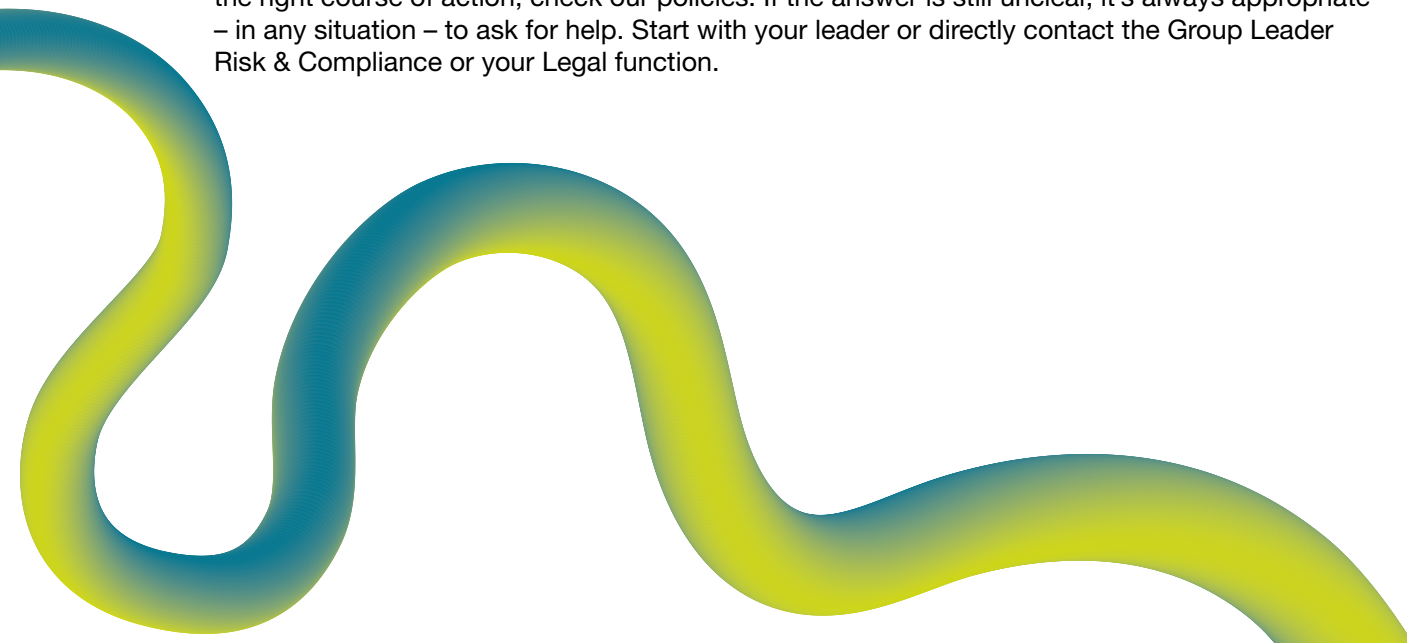 the right course of action, check our policies. If the answer is still unclear, it's always appropriate
– in any situation – to ask for help. Start with your leader or directly contact the Group Leader
Risk & Compliance or your Legal function.